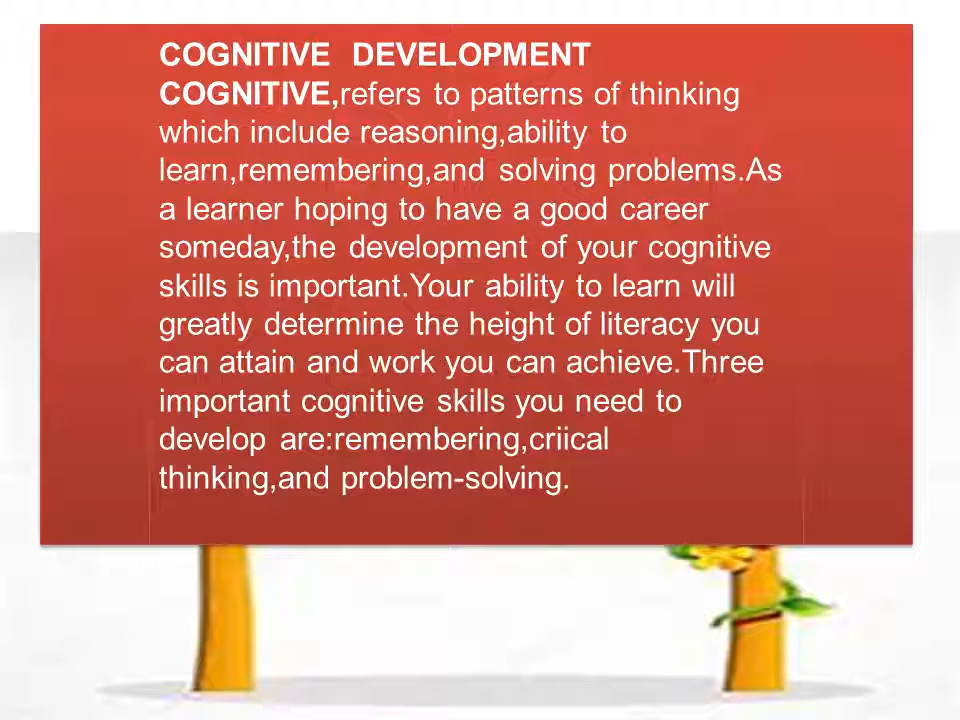 COGNITIVE DEVELOPMENT
COGNITIVE,refers to patterns of thinking
which include reasoning,ability to
learn,remembering,and solving problems.As
a learner hoping to have a good career
someday,the development of your cognitive
skills is important.Your ability to learn will
greatly determine the height of literacy you
can attain and work you can achieve.Three
important cognitive skills you need to
develop are:remembering,criical
thinking,and problem-solving.